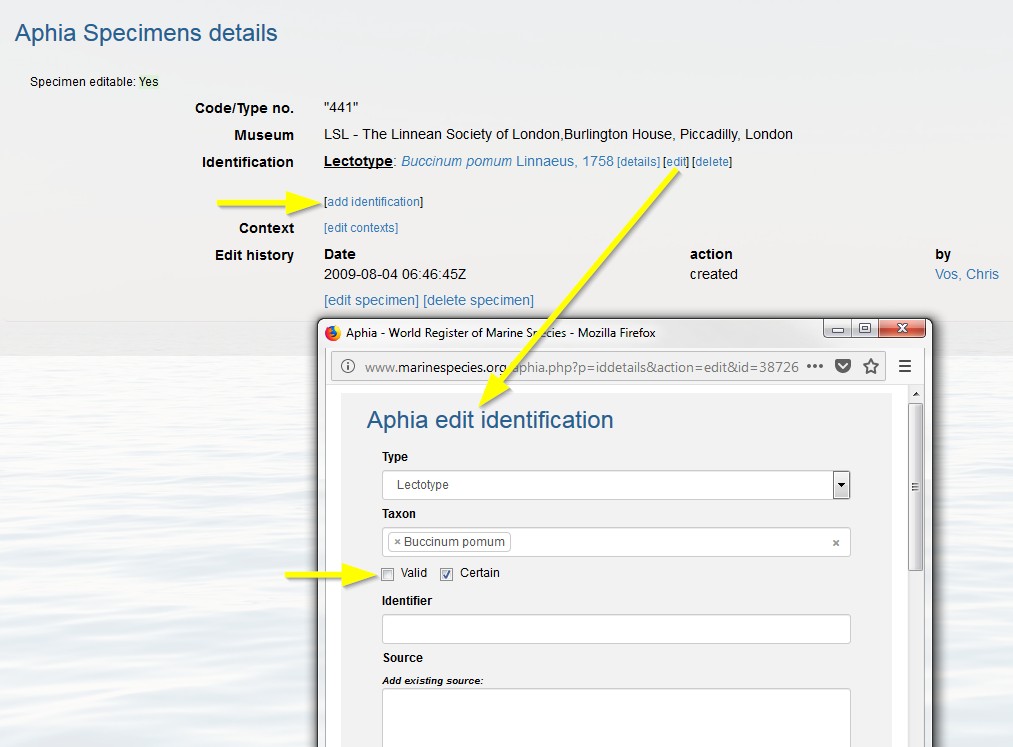 Aphia Specimens details
Specimen editable: Yes
Code/Type no. "441"
Museum LSL - The Linnean Society of London,Burlington House, Piccadilly, London
Identification Lectotype: Buccinum pomum Linnaeus, 1758 [details] [edit] [delete]
[add identification]
Context [edit contexts]
Edit history Date action by
2009-08-04 06:46:45Z created Vos, Chris
[edit specimen] [delete specimen]
Aphia - World Register of Marine Species - Mozilla Firefox
www.marinespecies.org/aphia.php?p=iddetails&action=edit&id=38726
Aphia edit identification
Type
Lectotype
Taxon
× Buccinum pomum ×
Valid Certain
Identifier
Source
Add existing source: